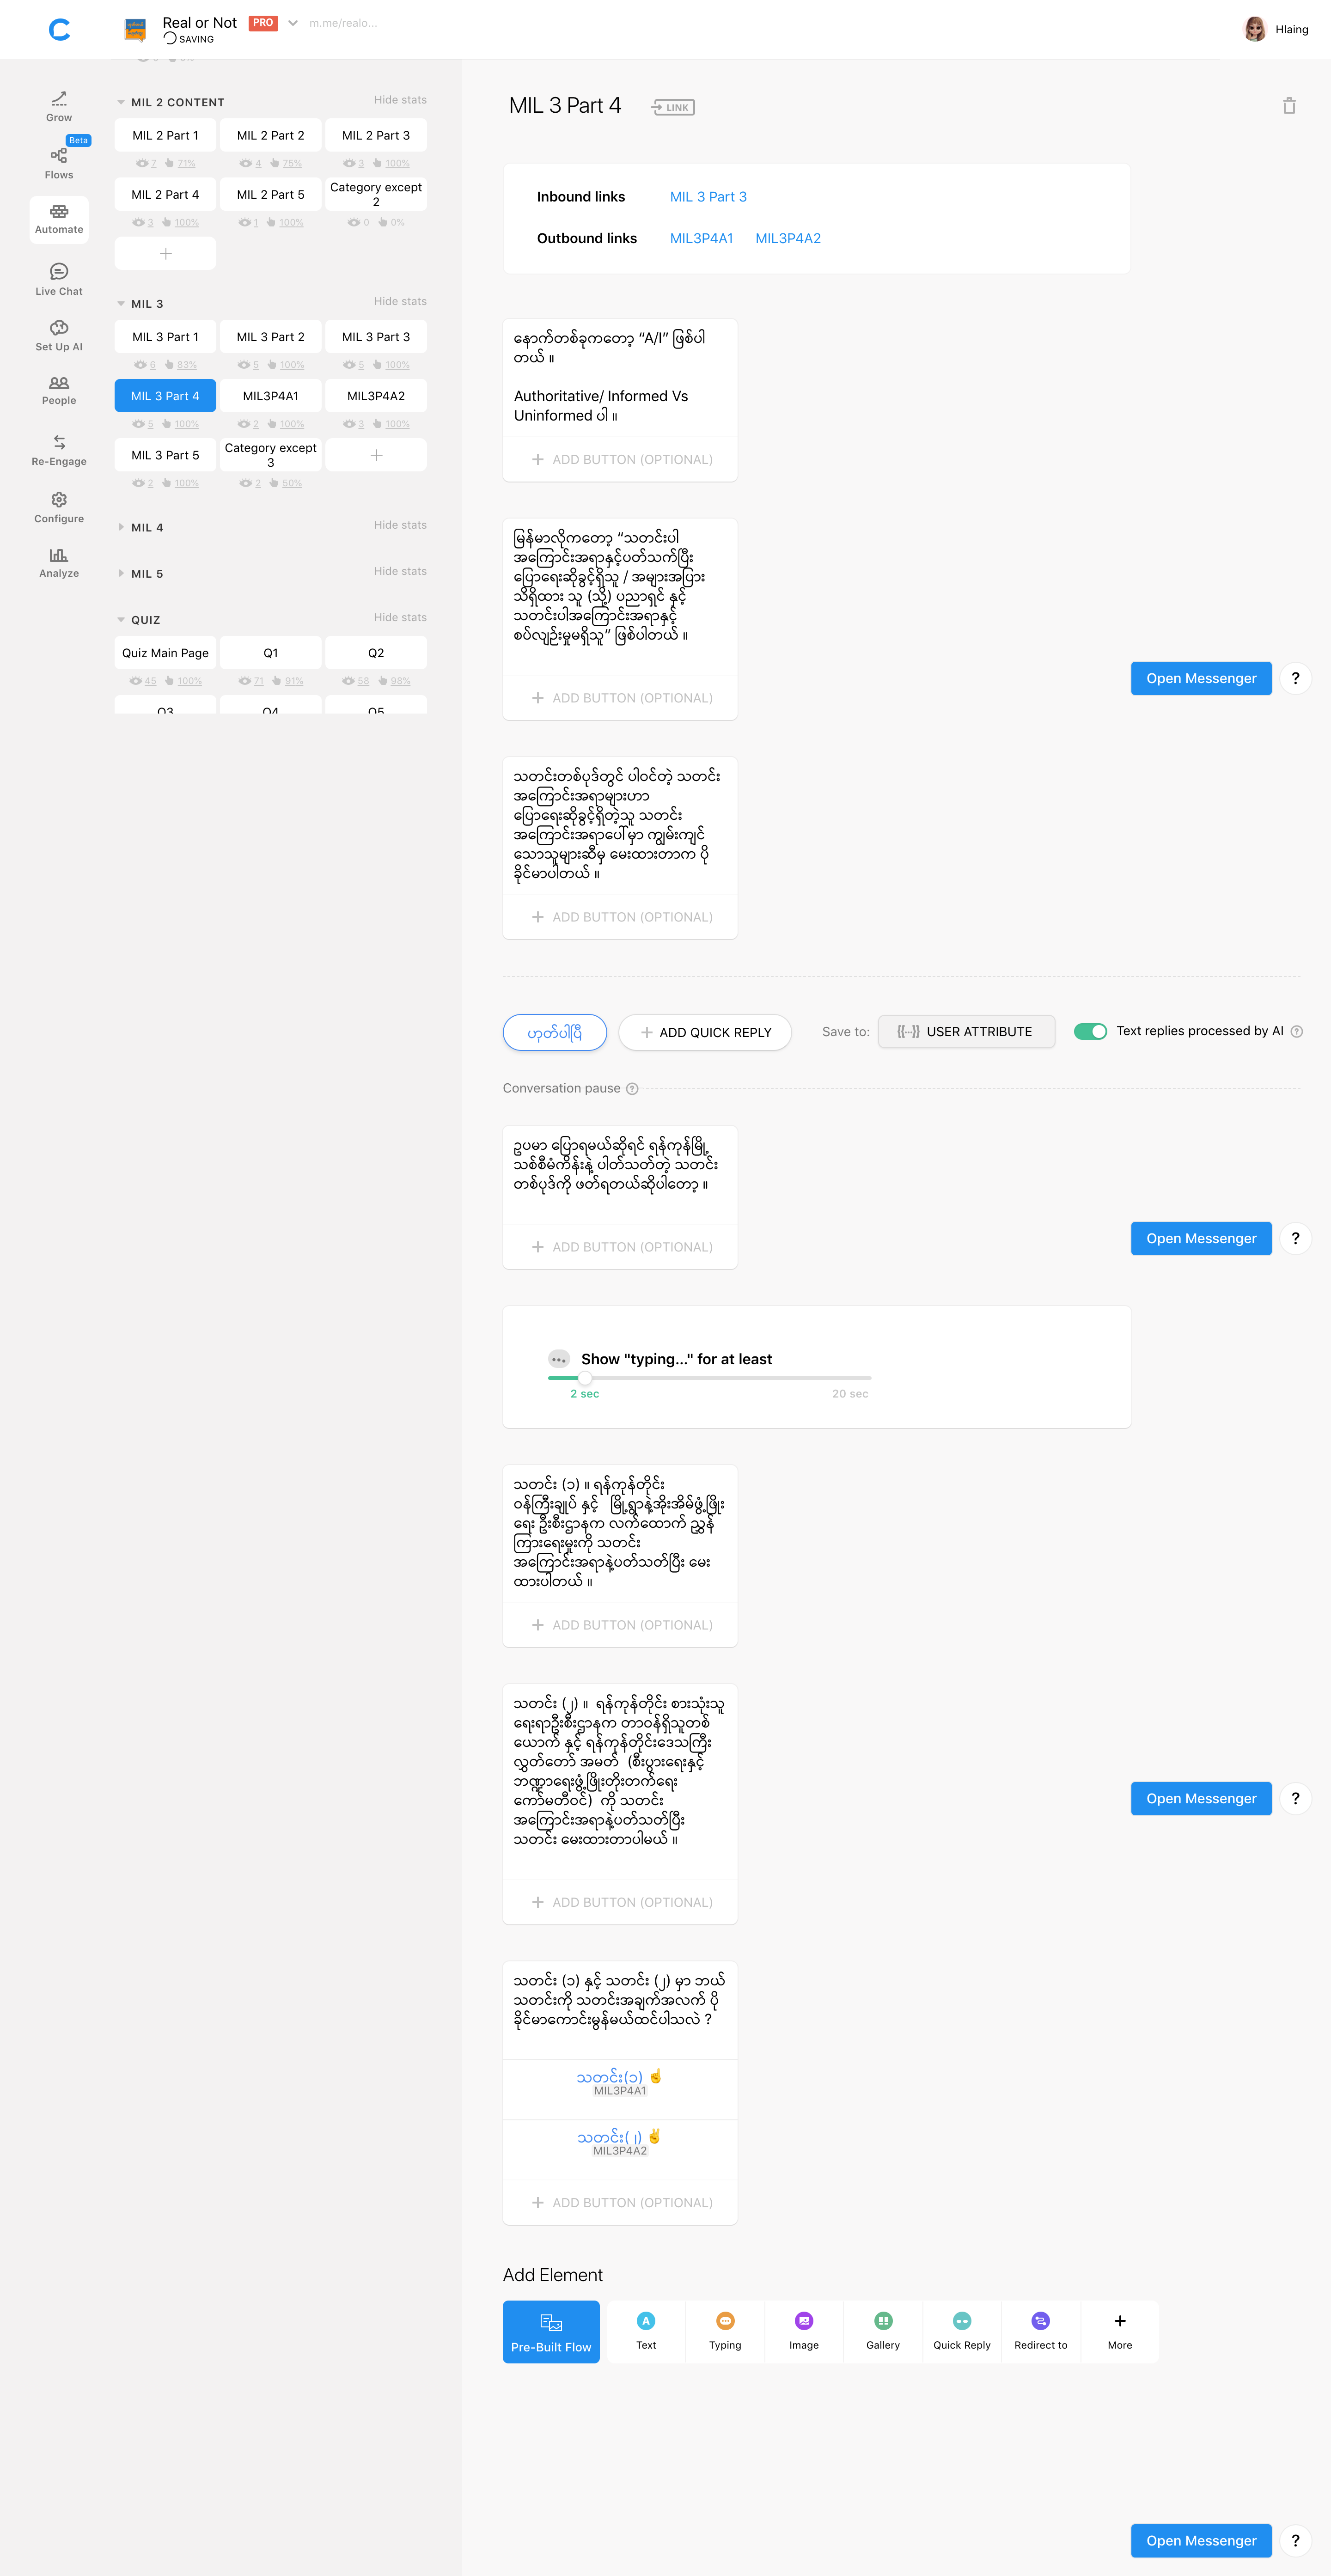 Real or Not PRO m.me/realo...
SAVING
Hlaing
Grow
Beta
Flows
Automate
Live Chat
Set Up AI
People
Re-Engage
Configure
Analyze
MIL 2 CONTENT Hide stats
MIL 2 Part 1 MIL 2 Part 2 MIL 2 Part 3
7 71% 4 75% 3 100%
MIL 2 Part 4 MIL 2 Part 5 Category except
2
3 100% 1 100% 0 0%
MIL 3 Hide stats
MIL 3 Part 1 MIL 3 Part 2 MIL 3 Part 3
6 83% 5 100% 5 100%
MIL 3 Part 4 MIL3P4A1 MIL3P4A2
5 100% 2 100% 3 100%
MIL 3 Part 5 Category except
3
2 100% 2 50%
MIL 4 Hide stats
MIL 5 Hide stats
QUIZ Hide stats
Quiz Main Page Q1 Q2
45 100% 71 91% 58 98%
Q3 Q4 Q5
MIL 3 Part 4 LINK
Inbound links MIL 3 Part 3
Outbound links MIL3P4A1 MIL3P4A2
နောက်တစ်ခုကတော့ “A/I” ဖြစ်ပါ
တယ် ။
Authoritative/ Informed Vs
Uninformed ပါ ။
+ ADD BUTTON (OPTIONAL)
မြန်မာလိုကတော့ “သတင်းပါ
အကြောင်းအရာနှင့်ပတ်သက်ပြီး
ပြောရေးဆိုခွင့်ရှိသူ / အများအပြား
သိရှိထား သူ (သို့) ပညာရှင် နှင့်
သတင်းပါအကြောင်းအရာနှင့်
စပ်လျဉ်းမှုမရှိသူ” ဖြစ်ပါတယ် ။
+ ADD BUTTON (OPTIONAL)
Open Messenger ?
သတင်းတစ်ပုဒ်တွင် ပါဝင်တဲ့ သတင်း
အကြောင်းအရာများဟာ
ပြောရေးဆိုခွင့်ရှိတဲ့သူ သတင်း
အကြောင်းအရာပေါ်မှာ ကျွမ်းကျင်
သောသူများဆီမှ မေးထားတာက ပို
ခိုင်မာပါတယ် ။
+ ADD BUTTON (OPTIONAL)
ဟုတ်ပါပြီ + ADD QUICK REPLY Save to: {{...}} USER ATTRIBUTE Text replies processed by AI ?
Conversation pause ?
ဥပမာ ပြောရမယ်ဆိုရင် ရန်ကုန်မြို့
သစ်စီမံကိန်းနဲ့ ပါတ်သတ်တဲ့ သတင်း
တစ်ပုဒ်ကို ဖတ်ရတယ်ဆိုပါတော့ ။
+ ADD BUTTON (OPTIONAL)
Open Messenger ?
Show "typing..." for at least
2 sec 20 sec
သတင်း (၁) ။ ရန်ကုန်တိုင်း
ဝန်ကြီးချုပ် နှင့် မြို့ရွာနဲ့အိုးအိမ်ဖွံ့ဖြိုး
ရေး ဦးစီးဌာနက လက်ထောက် ညွှန်
ကြားရေးမှူးကို သတင်း
အကြောင်းအရာနဲ့ပတ်သတ်ပြီး မေး
ထားပါတယ် ။
+ ADD BUTTON (OPTIONAL)
သတင်း (၂) ။ ရန်ကုန်တိုင်း စားသုံးသူ
ရေးရာဦးစီးဌာနက တာဝန်ရှိသူတစ်
ယောက် နှင့် ရန်ကုန်တိုင်းဒေသကြီး
လွှတ်တော် အမတ် (စီးပွားရေးနှင့်
ဘဏ္ဍာရေးဖွံ့ဖြိုးတိုးတက်ရေး
ကော်မတီဝင်) ကို သတင်း
အကြောင်းအရာနဲ့ပတ်သတ်ပြီး
သတင်း မေးထားတာပါမယ် ။
+ ADD BUTTON (OPTIONAL)
Open Messenger ?
သတင်း (၁) နှင့် သတင်း (၂) မှာ ဘယ်
သတင်းကို သတင်းအချက်အလက် ပို
ခိုင်မာကောင်းမွန်မယ်ထင်ပါသလဲ ?
သတင်း(၁) ☝
MIL3P4A1
သတင်း(၂) ✌
MIL3P4A2
+ ADD BUTTON (OPTIONAL)
Add Element
Pre-Built Flow Text Typing Image Gallery Quick Reply Redirect to More
Open Messenger ?